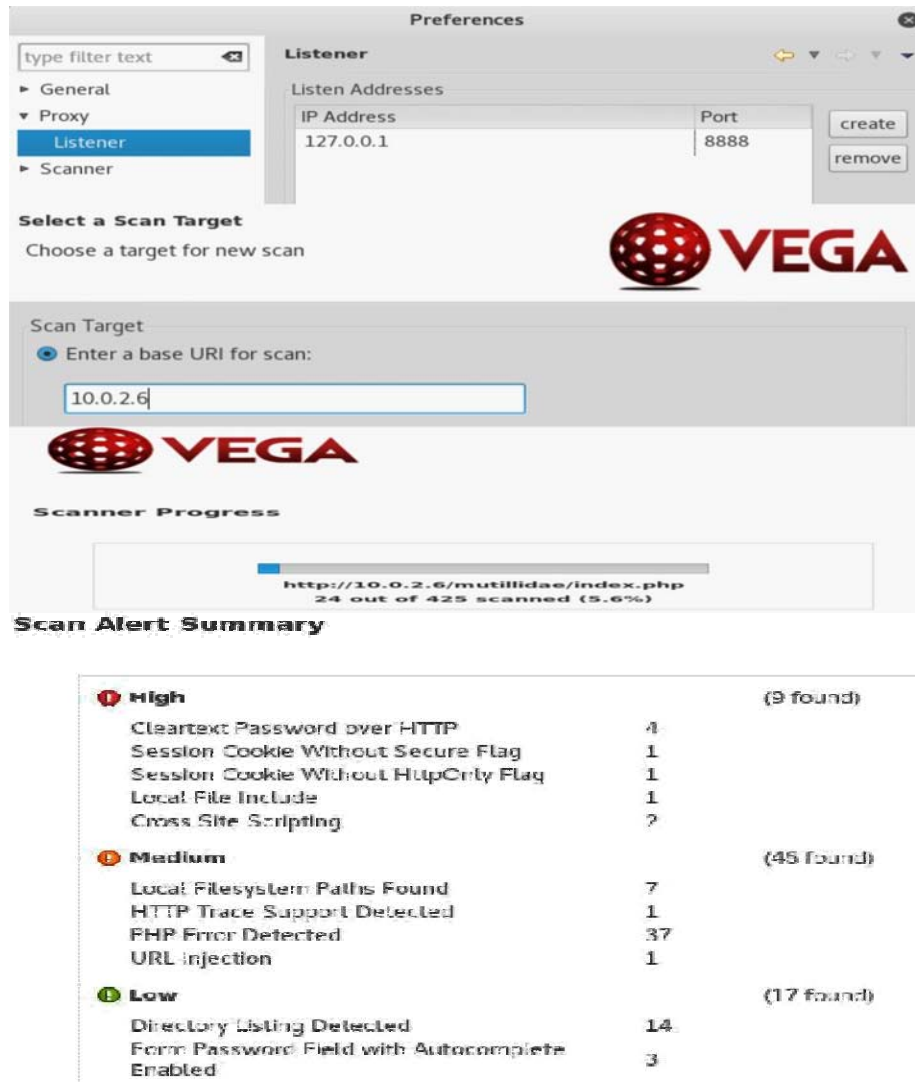 Preferences
type filter text
Listener
General
Listen Addresses
Proxy
IP Address Port
create
Listener
127.0.0.1 8888
remove
Scanner
Select a Scan Target
Choose a target for new scan
VEGA
Scan Target
Enter a base URI for scan:
10.0.2.6
VEGA
Scanner Progress
http://10.0.2.6/mutillidae/index.php
24 out of 425 scanned (5.6%)
Scan Alert Summary
High (9 found)
Cleartext Password over HTTP 4
Session Cookie Without Secure Flag 1
Session Cookie Without HttpOnly Flag 1
Local File Include 1
Cross Site Scripting 2
Medium (46 found)
Local Filesystem Paths Found 7
HTTP Trace Support Detected 1
PHP Error Detected 37
URL Injection 1
Low (17 found)
Directory Listing Detected 14
Form Password Field with Autocomplete
Enabled 3